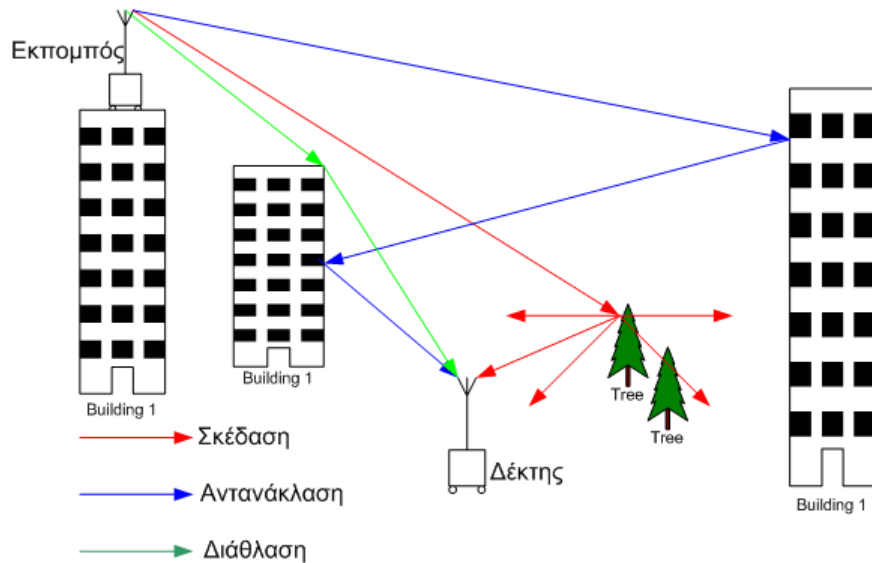 Εκπομπός
Building 1
Building 1
Tree
Tree
Building 1
Δέκτης
Σκέδαση
Αντανάκλαση
Διάθλαση